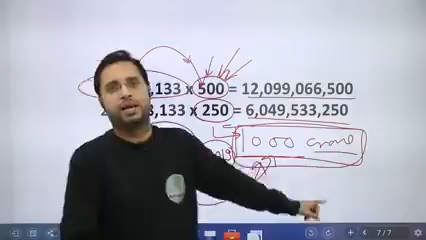 ,133 x 500 = 12,099,066,500
,133 x 250 = 6,049,533,250
1000 crore
7 / 7